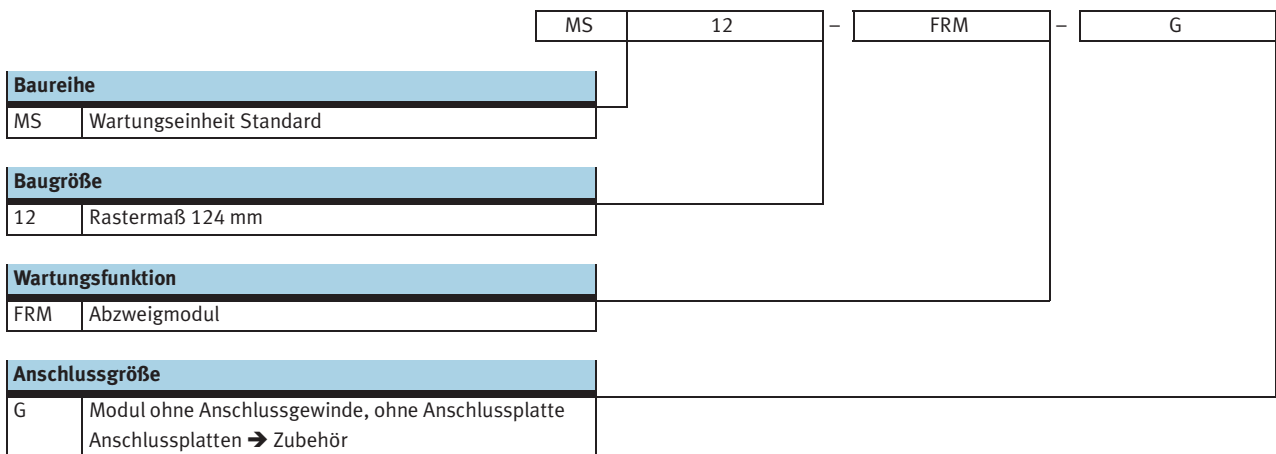 MS 12 – FRM – G
Baureihe
MS Wartungseinheit Standard
Baugröße
12 Rastermaß 124 mm
Wartungsfunktion
FRM Abzweigmodul
Anschlussgröße
G Modul ohne Anschlussgewinde, ohne Anschlussplatte
Anschlussplatten ➔ Zubehör